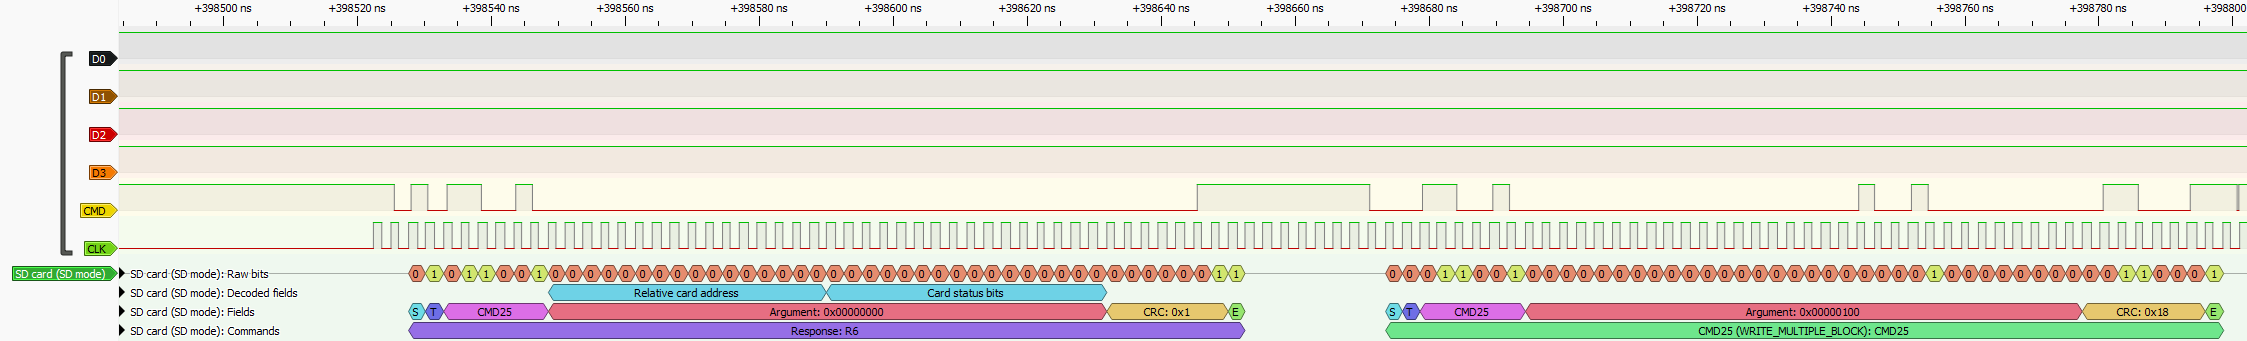 +398500 ns +398520 ns +398540 ns +398560 ns +398580 ns +398600 ns +398620 ns +398640 ns +398660 ns +398680 ns +398700 ns +398720 ns +398740 ns +398760 ns +398780 ns +398800
D0
D1
D2
D3
CMD
CLK
SD card (SD mode) SD card (SD mode): Raw bits 0 1 0 1 1 0 0 1 0 0 0 0 0 0 0 0 0 0 0 0 0 0 0 0 0 0 0 0 0 0 0 0 0 0 0 0 0 0 0 0 0 0 0 0 0 0 1 1 0 0 0 1 1 0 0 1 0 0 0 0 0 0 0 0 0 0 0 0 0 0 0 0 0 0 0 0 0 0 0 1 0 0 0 0 0 0 0 0 0 0 1 1 0 0 0 1
SD card (SD mode): Decoded fields Relative card address Card status bits
SD card (SD mode): Fields S T CMD25 Argument: 0x00000000 CRC: 0x1 E S T CMD25 Argument: 0x00000100 CRC: 0x18 E
SD card (SD mode): Commands Response: R6 CMD25 (WRITE_MULTIPLE_BLOCK): CMD25